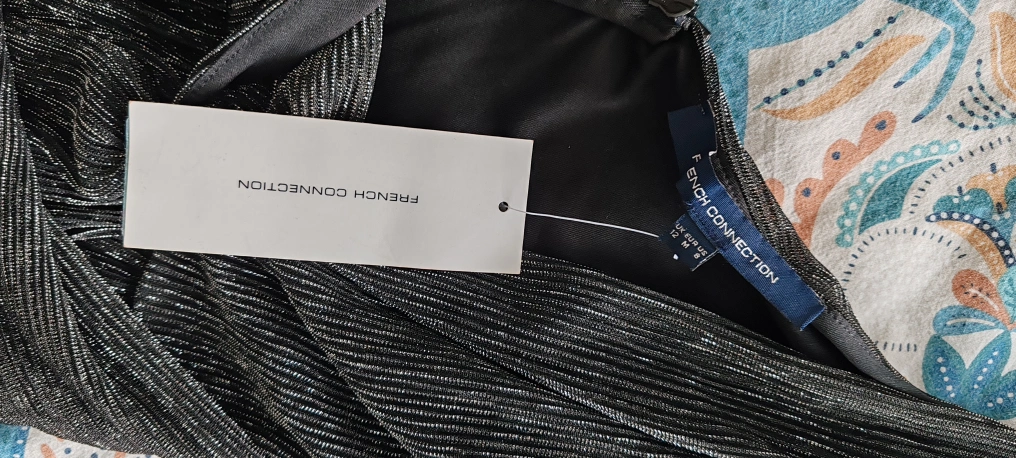 FRENCH CONNECTION
FRENCH CONNECTION
UK EUR US
12 M 8